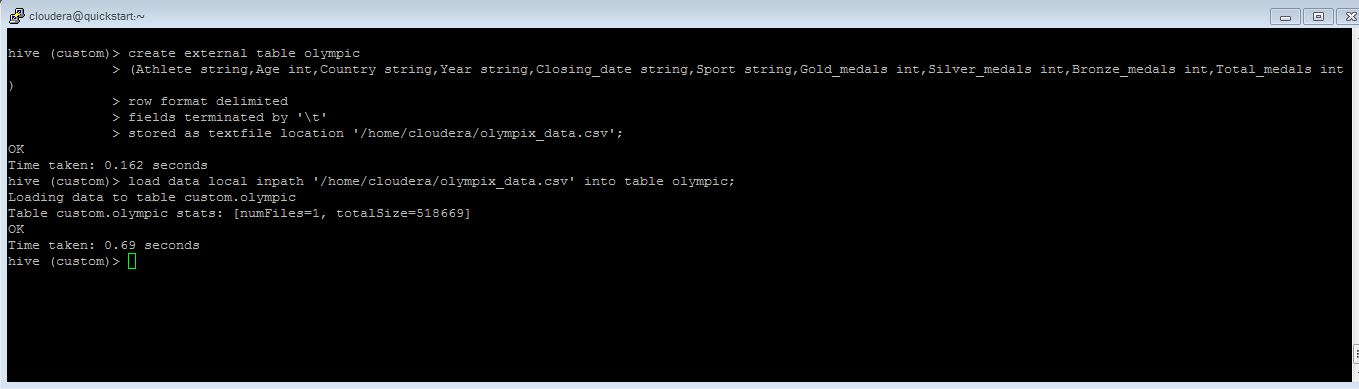 cloudera@quickstart:~
hive (custom)> create external table olympic
> (Athlete string,Age int,Country string,Year string,Closing_date string,Sport string,Gold_medals int,Silver_medals int,Bronze_medals int,Total_medals int
)
> row format delimited
> fields terminated by '\t'
> stored as textfile location '/home/cloudera/olympix_data.csv';
OK
Time taken: 0.162 seconds
hive (custom)> load data local inpath '/home/cloudera/olympix_data.csv' into table olympic;
Loading data to table custom.olympic
Table custom.olympic stats: [numFiles=1, totalSize=518669]
OK
Time taken: 0.69 seconds
hive (custom)>